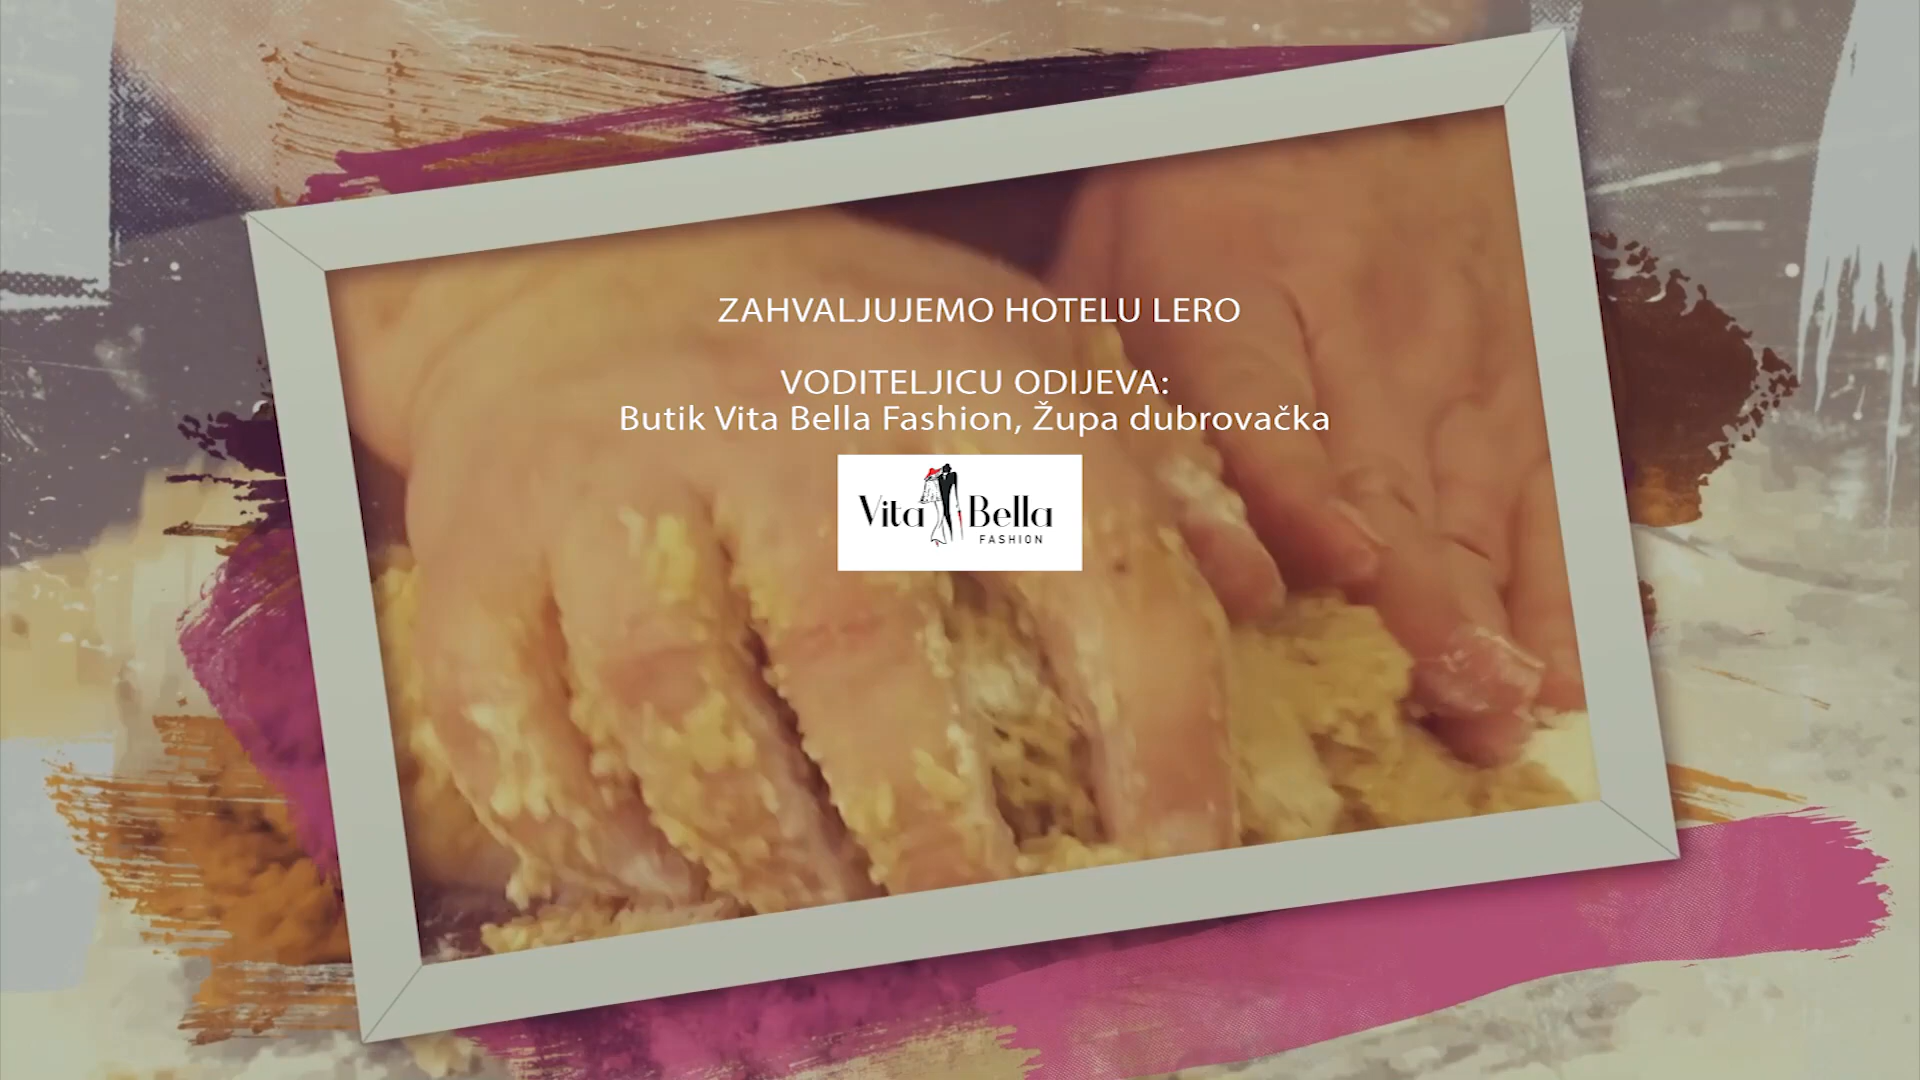 ZAHVALJUJEMO HOTELU LERO
VODITELJICU ODIJEVA:
Butik Vita Bella Fashion, Župa dubrovačka
Vita Bella
FASHION